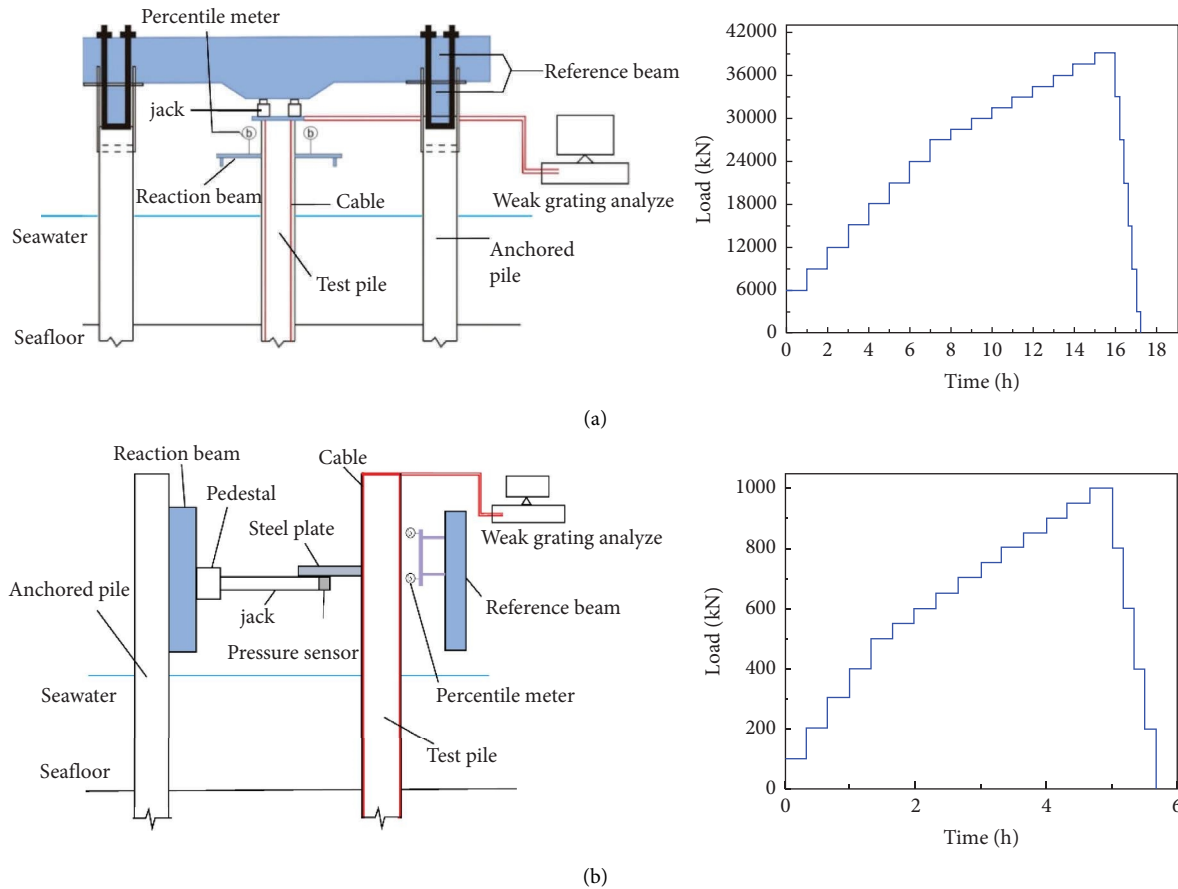 Percentile meter
Reference beam
jack
b
b
Reaction beam
Cable
Weak grating analyze
Seawater
Anchored
pile
Test pile
Seafloor
42000
36000
30000
24000
18000
12000
6000
0
Load (kN)
0 2 4 6 8 10 12 14 16 18
Time (h)
(a)
Reaction beam
Cable
Pedestal
Steel plate
Weak grating analyze
Anchored pile
jack
Reference beam
Pressure sensor
Seawater
Percentile meter
Test pile
Seafloor
1000
800
600
400
200
0
Load (kN)
0 2 4 6
Time (h)
(b)